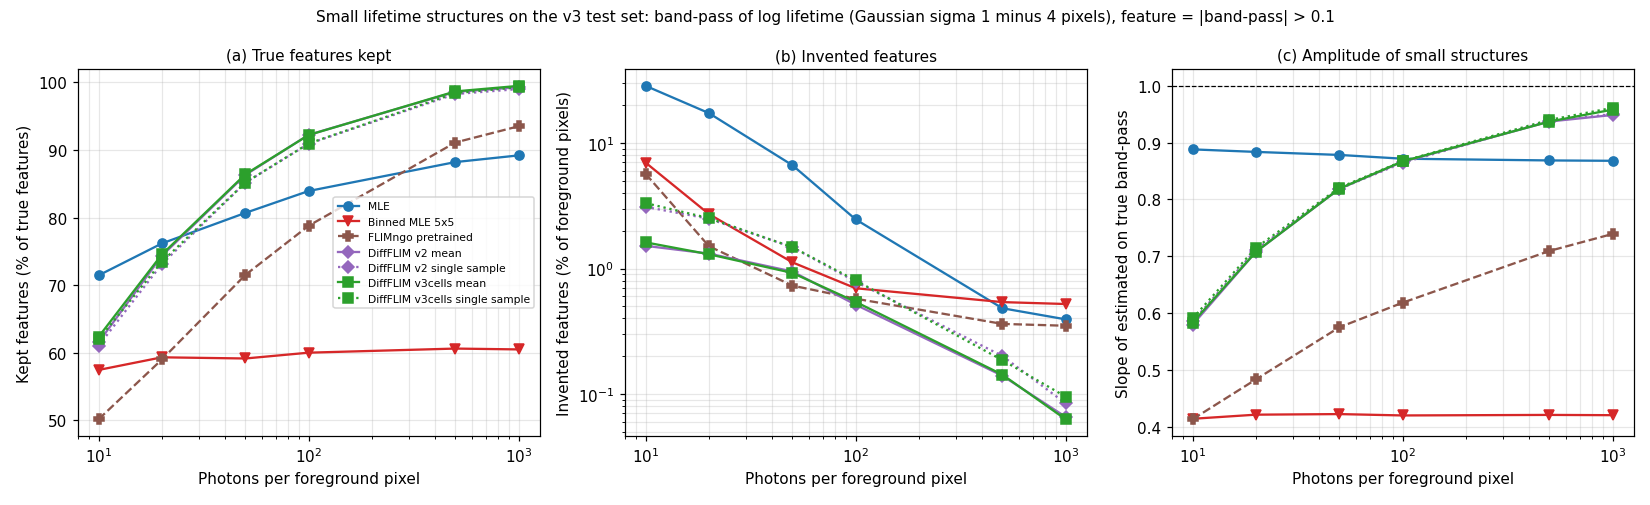 Small lifetime structures on the v3 test set: band-pass of log lifetime (Gaussian sigma 1 minus 4 pixels), feature = |band-pass| > 0.1
(a) True features kept
Kept features (% of true features)
100
90
80
70
60
50
10¹
10²
10³
Photons per foreground pixel
MLE
Binned MLE 5x5
FLIMngo pretrained
DiffFLIM v2 mean
DiffFLIM v2 single sample
DiffFLIM v3cells mean
DiffFLIM v3cells single sample
(b) Invented features
Invented features (% of foreground pixels)
10¹
10⁰
10⁻¹
10¹
10²
10³
Photons per foreground pixel
(c) Amplitude of small structures
Slope of estimated on true band-pass
1.0
0.9
0.8
0.7
0.6
0.5
0.4
10¹
10²
10³
Photons per foreground pixel